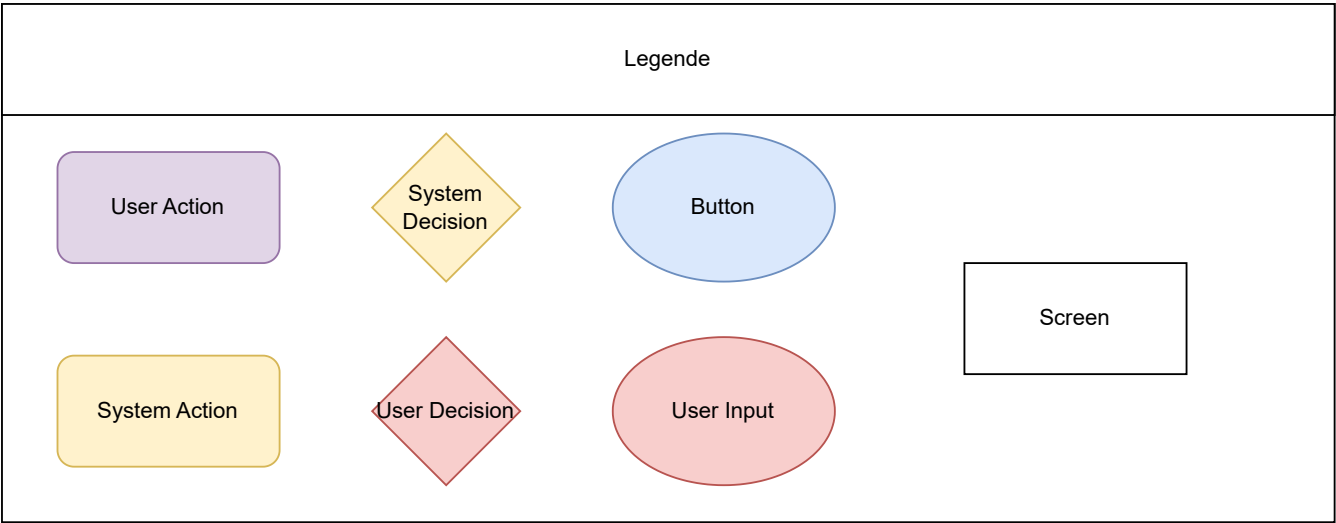 Legende
User Action
System
Decision
Button
Screen
System Action
User Decision
User Input